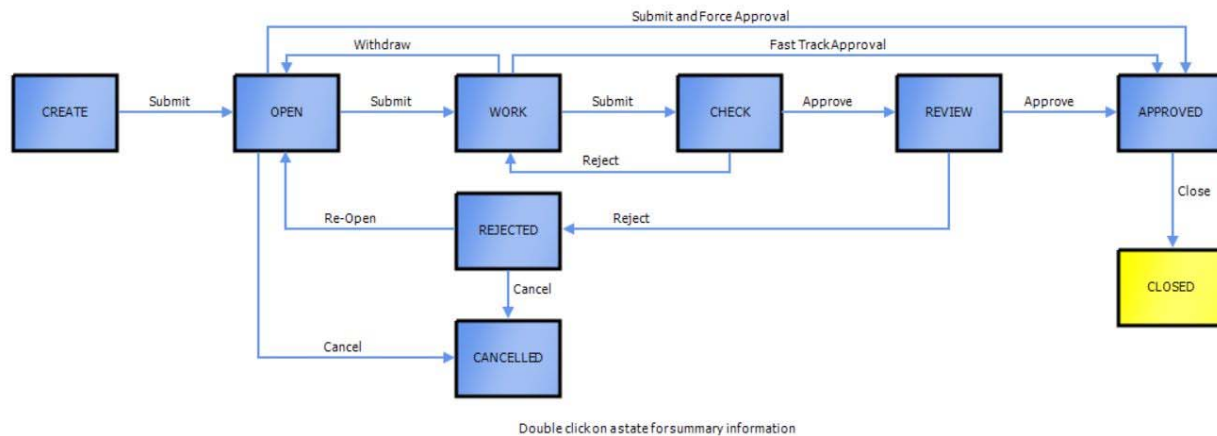 Submit and Force Approval
Withdraw
Fast Track Approval
CREATE
Submit
OPEN
Submit
WORK
Submit
CHECK
Approve
REVIEW
Approve
APPROVED
Reject
Close
Re-Open
REJECTED
Reject
Cancel
CLOSED
Cancel
CANCELLED
Double click on a state for summary information